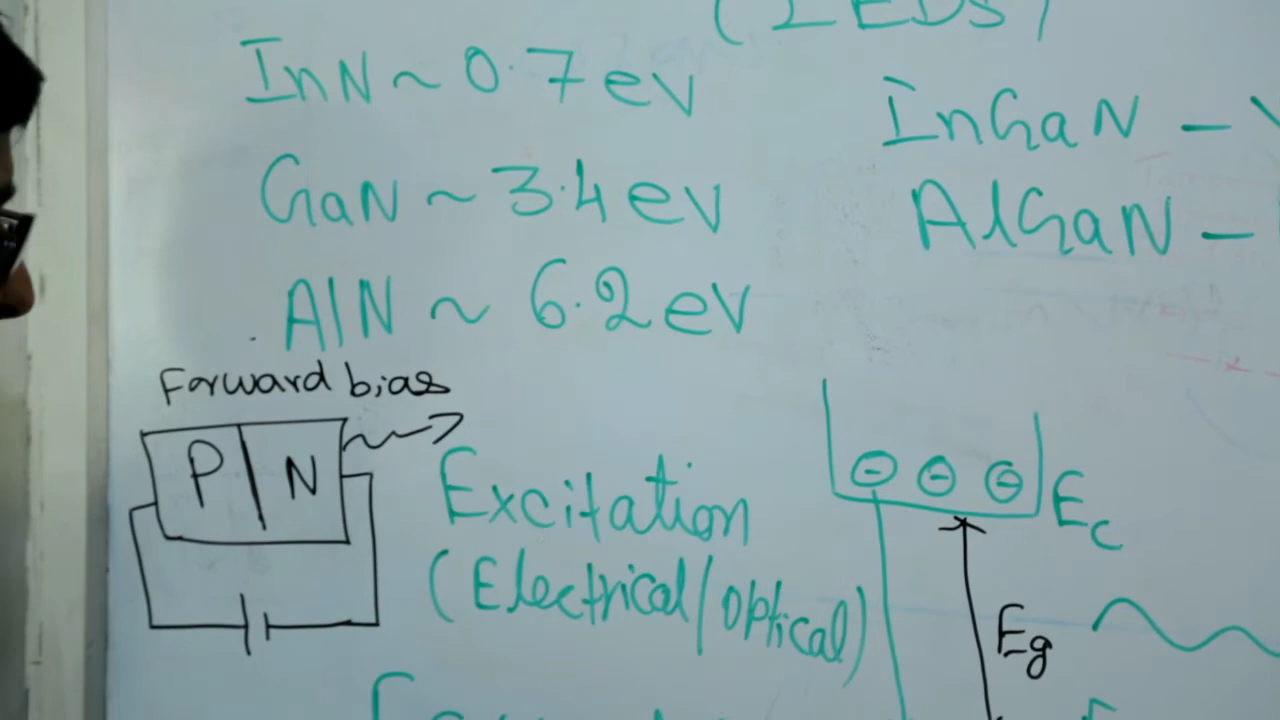 (LEDS)
InN ~ 0.7 eV
GaN ~ 3.4 eV
AlN ~ 6.2 eV
InGaN –
AlGaN –
Forward bias
P N
Excitation
(Electrical/Optical)
Ec
Eg